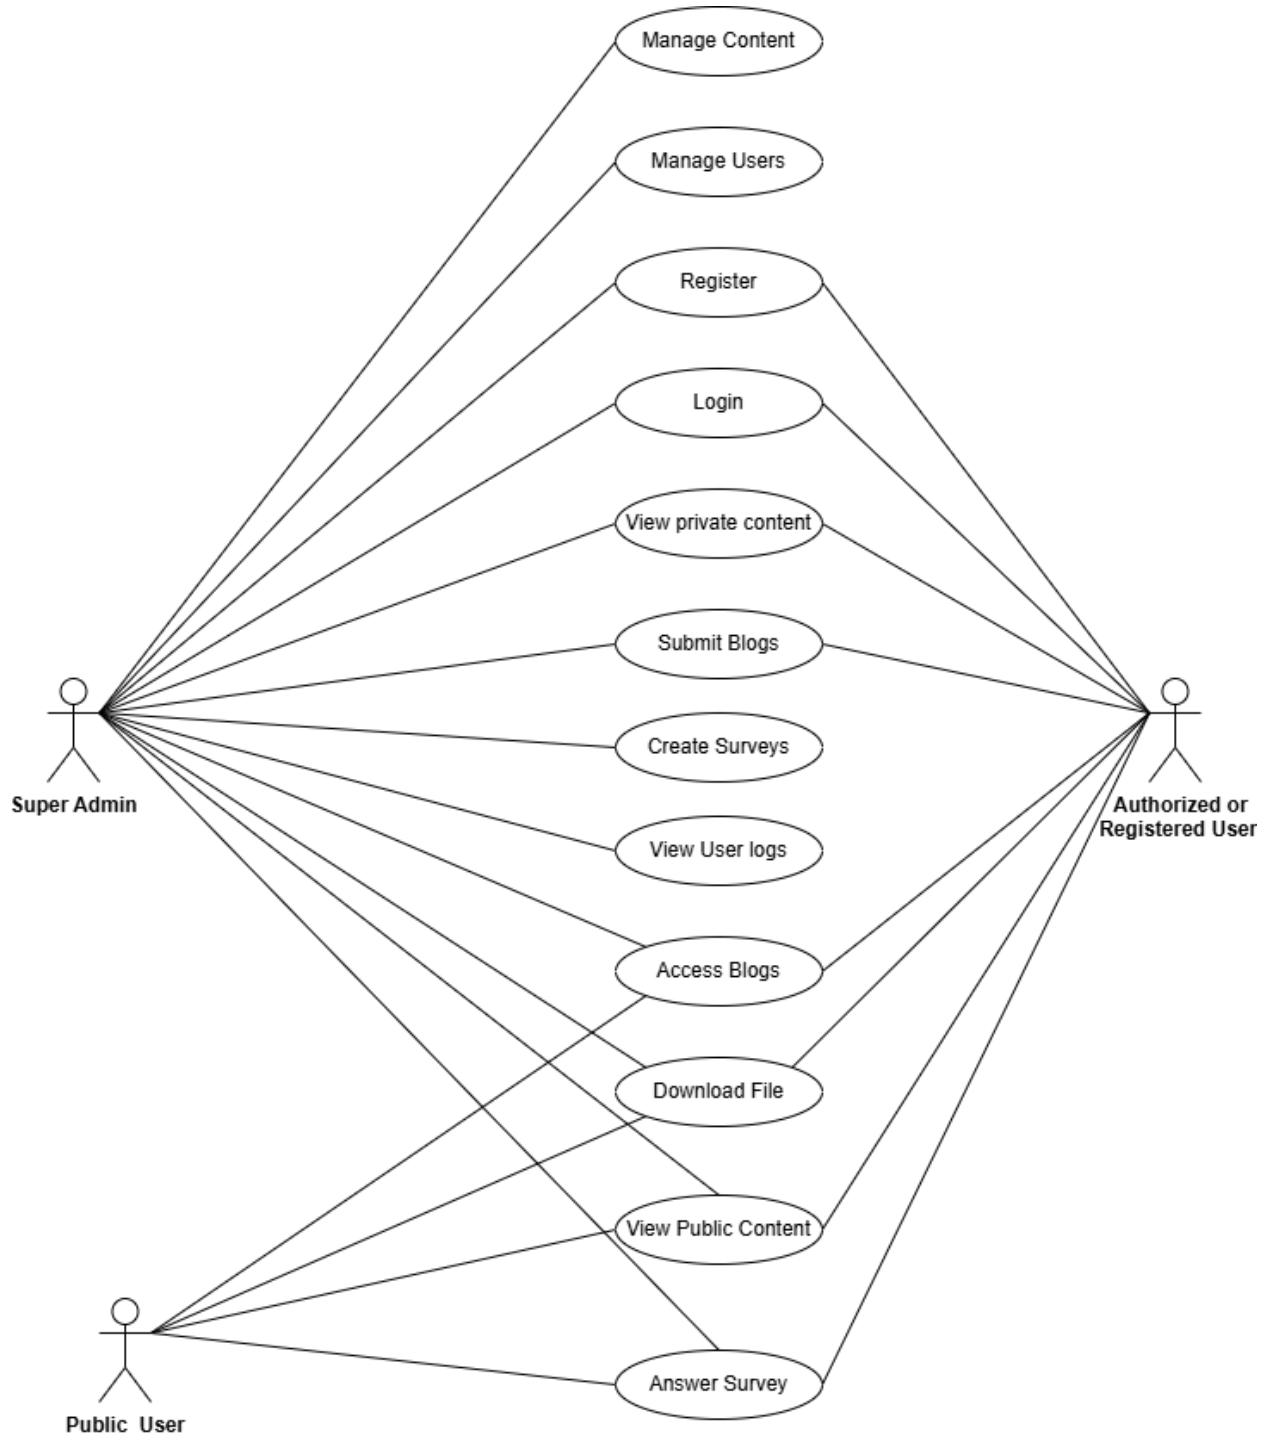 Manage Content
Manage Users
Register
Login
View private content
Submit Blogs
Create Surveys
Super Admin
Authorized or
Registered User
View User logs
Access Blogs
Download File
View Public Content
Answer Survey
Public  User